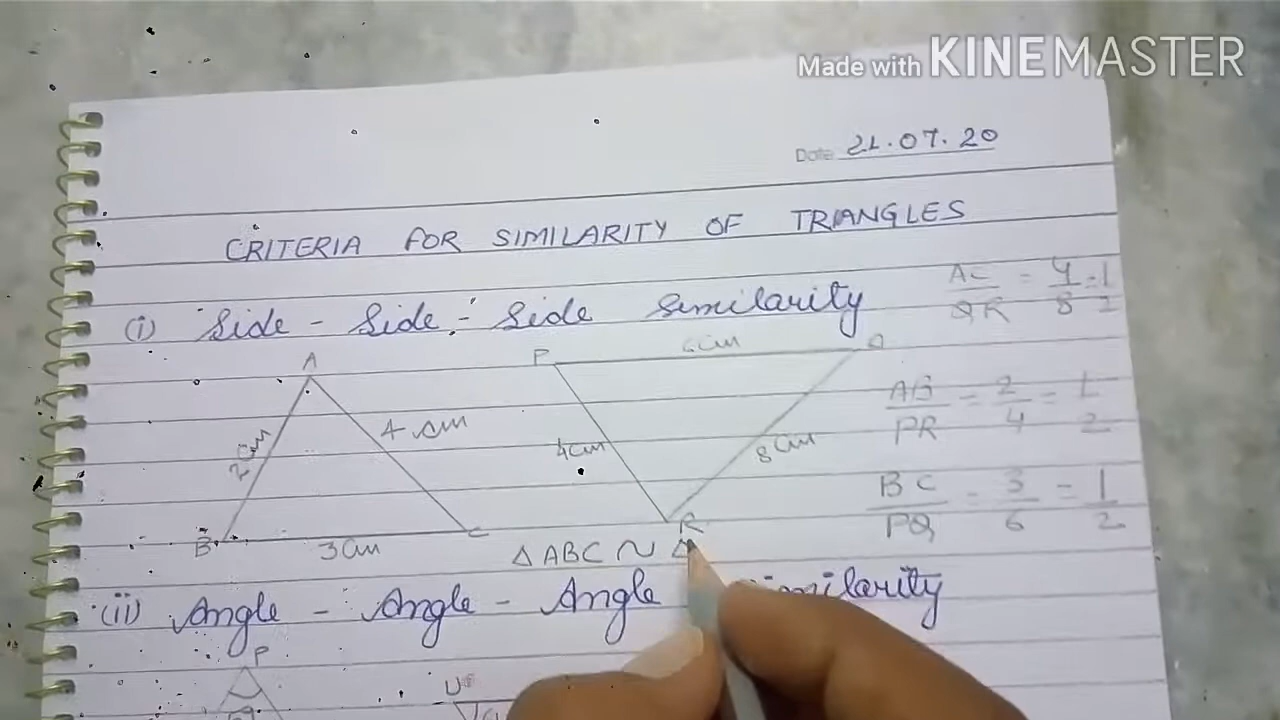 Made with KINEMASTER
Date 21.07.20
CRITERIA FOR SIMILARITY OF TRIANGLES
(i) Side - Side - Side Similarity
AC/QR = 4/8 = 1/2
A
P
6cm
Q
2cm
4 cm
4cm
8cm
AB/PR = 2/4 = 1/2
B
3cm
C
R
BC/PQ = 3/6 = 1/2
Δ ABC ~ Δ
(ii) Angle - Angle - Angle similarity
P
U